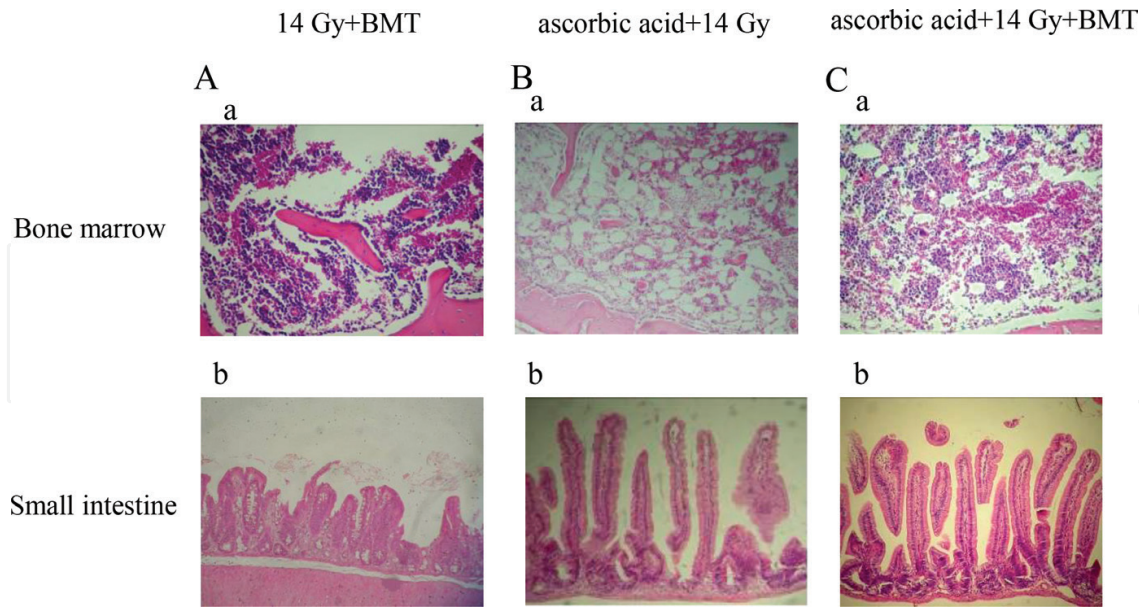 14 Gy+BMT ascorbic acid+14 Gy ascorbic acid+14 Gy+BMT
A B C
a a a
Bone marrow
b b b
Small intestine